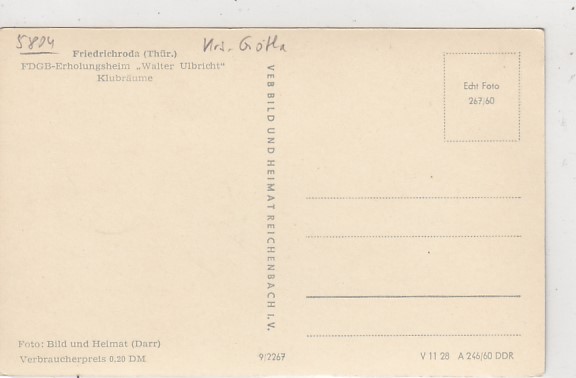 5804
Krs. Gotha
Friedrichroda (Thür.)
FDGB-Erholungsheim „Walter Ulbricht“
Klubräume
VEB BILD UND HEIMAT REICHENBACH I. V.
Echt Foto
267/60
Foto: Bild und Heimat (Darr)
Verbraucherpreis 0,20 DM
9/2267
V 11 28 A 246/60 DDR